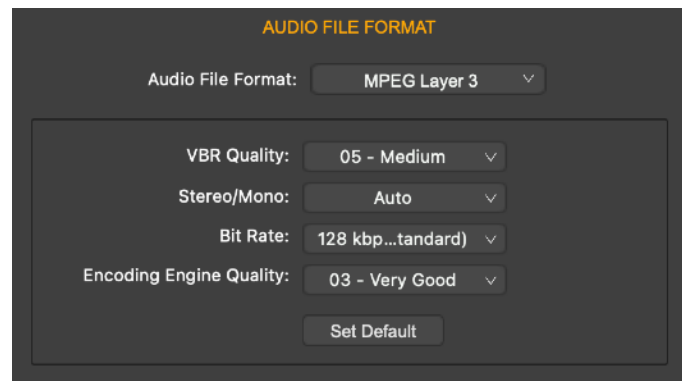 AUDIO FILE FORMAT
Audio File Format: MPEG Layer 3
VBR Quality: 05 - Medium
Stereo/Mono: Auto
Bit Rate: 128 kbp...tandard)
Encoding Engine Quality: 03 - Very Good
Set Default